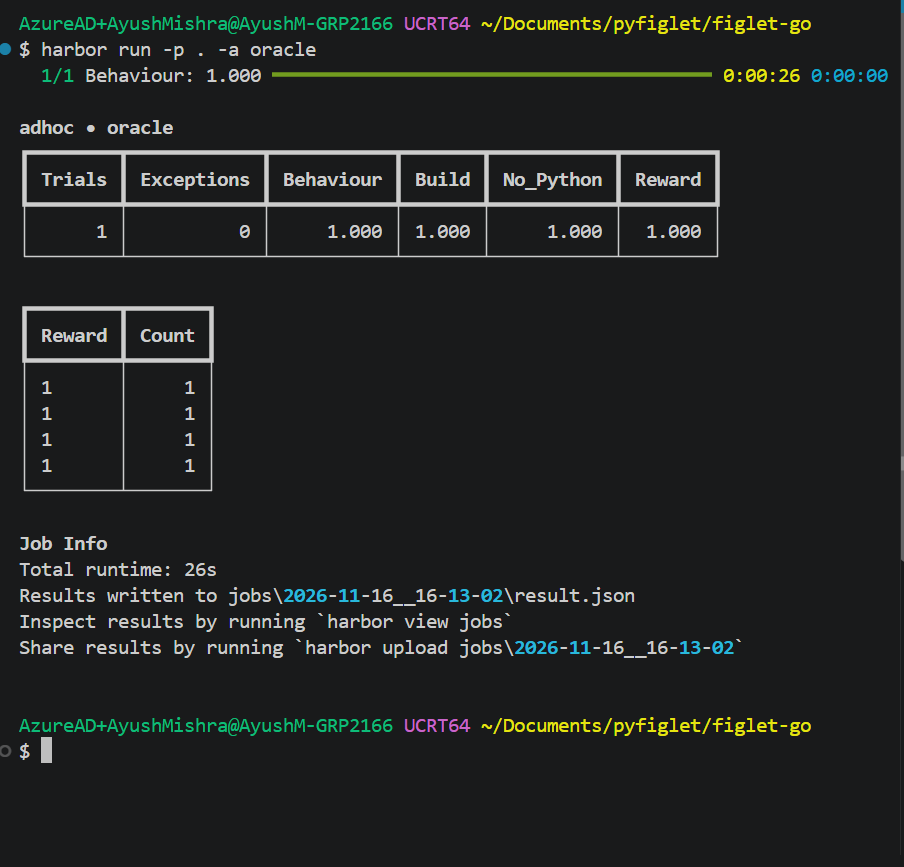 AzureAD+AyushMishra@AyushM-GRP2166 UCRT64 ~/Documents/pyfiglet/figlet-go
$ harbor run -p . -a oracle
1/1 Behaviour: 1.000 0:00:26 0:00:00
adhoc • oracle
Trials Exceptions Behaviour Build No_Python Reward
1 0 1.000 1.000 1.000 1.000
Reward Count
1 1
1 1
1 1
1 1
Job Info
Total runtime: 26s
Results written to jobs\2026-11-16__16-13-02\result.json
Inspect results by running `harbor view jobs`
Share results by running `harbor upload jobs\2026-11-16__16-13-02`
AzureAD+AyushMishra@AyushM-GRP2166 UCRT64 ~/Documents/pyfiglet/figlet-go
$